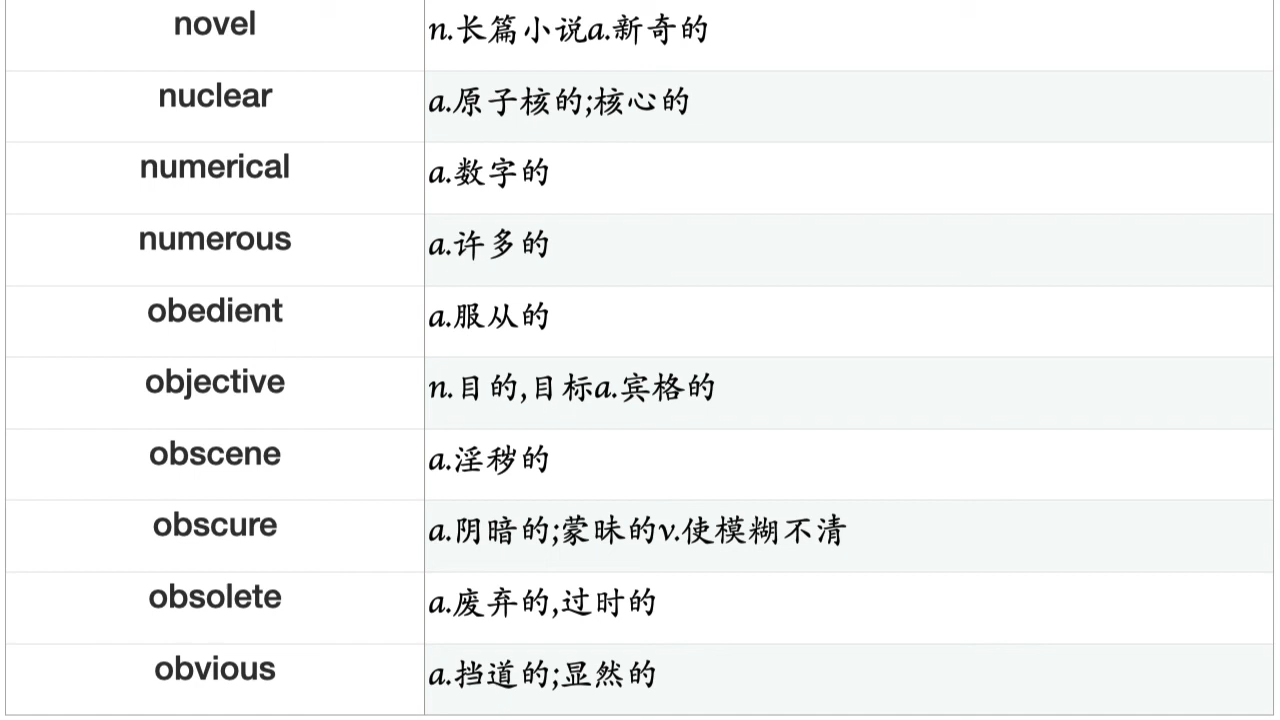 novel n.长篇小说a.新奇的
nuclear a.原子核的;核心的
numerical a.数字的
numerous a.许多的
obedient a.服从的
objective n.目的,目标a.宾格的
obscene a.淫秽的
obscure a.阴暗的;蒙昧的v.使模糊不清
obsolete a.废弃的,过时的
obvious a.挡道的;显然的